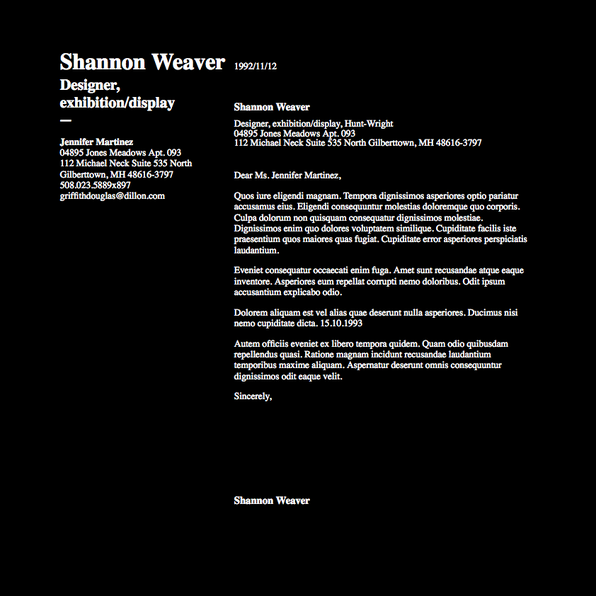 Shannon Weaver
Designer,
exhibition/display
—
Jennifer Martinez
04895 Jones Meadows Apt. 093
112 Michael Neck Suite 535 North
Gilberttown, MH 48616-3797
508.023.5889x897
griffithdouglas@dillon.com
1992/11/12
Shannon Weaver
Designer, exhibition/display, Hunt-Wright
04895 Jones Meadows Apt. 093
112 Michael Neck Suite 535 North Gilberttown, MH 48616-3797
Dear Ms. Jennifer Martinez,
Quos iure eligendi magnam. Tempora dignissimos asperiores optio pariatur
accusamus eius. Eligendi consequuntur molestias doloremque quo corporis.
Culpa dolorum non quisquam consequatur dignissimos molestiae.
Dignissimos enim quo dolores voluptatem similique. Cupiditate facilis iste
praesentium quos maiores quas fugiat. Cupiditate error asperiores perspiciatis
laudantium.
Eveniet consequatur occaecati enim fuga. Amet sunt recusandae atque eaque
inventore. Asperiores eum repellat corrupti nemo doloribus. Odit ipsum
accusantium explicabo odio.
Dolorem aliquam est vel alias quae deserunt nulla asperiores. Ducimus nisi
nemo cupiditate dicta. 15.10.1993
Autem officiis eveniet ex libero tempora quidem. Quam odio quibusdam
repellendus quasi. Ratione magnam incidunt recusandae laudantium
temporibus maxime aliquam. Aspernatur deserunt omnis consequuntur
dignissimos odit eaque velit.
Sincerely,
Shannon Weaver